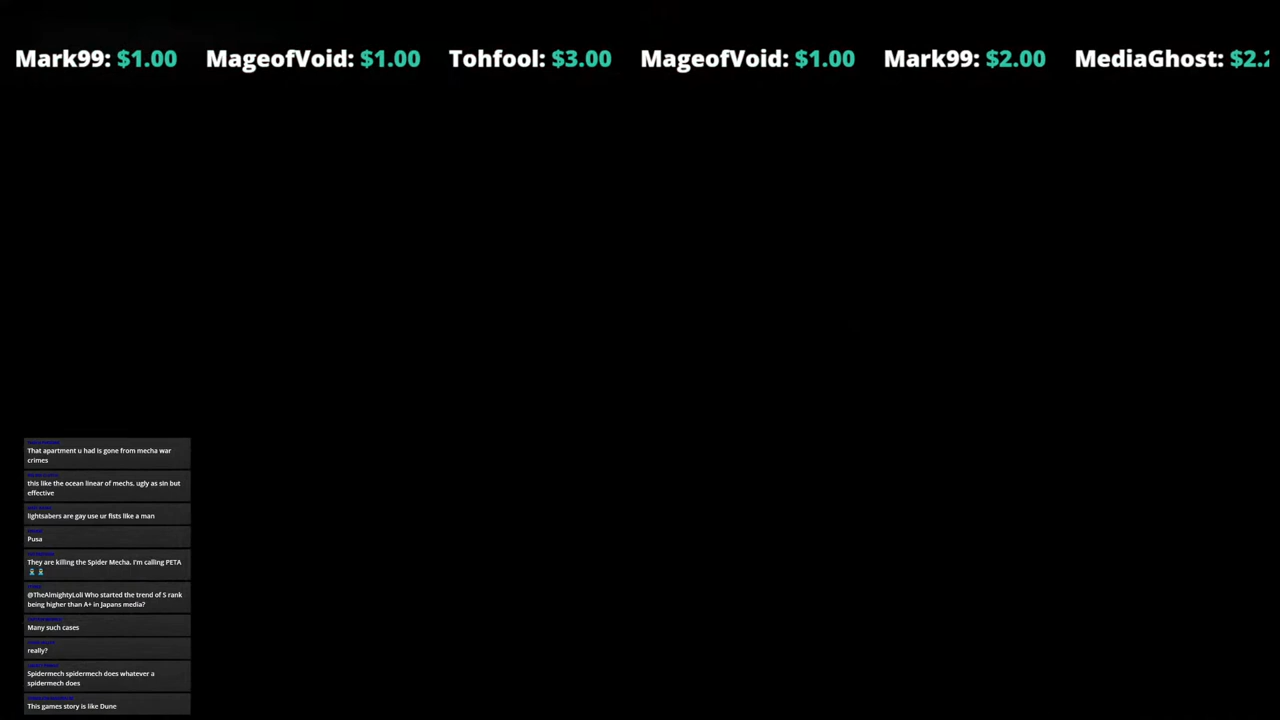 Mark99: $1.00 MageofVoid: $1.00 Tohfool: $3.00 MageofVoid: $1.00 Mark99: $2.00 MediaGhost:
That apartment u had is gone from mecha war
crimes
this like the ocean linear of mechs, ugly as sin but
effective
lightsabers are gay use ur fists like a man
Pusa
They are killing the Spider Mecha. I'm calling PETA
@TheAlmightyLoli Who started the trend of S rank
being higher than A+ in Japans media?
Many such cases
really?
Spidermech spidermech does whatever a
spidermech does
This games story is like Dune